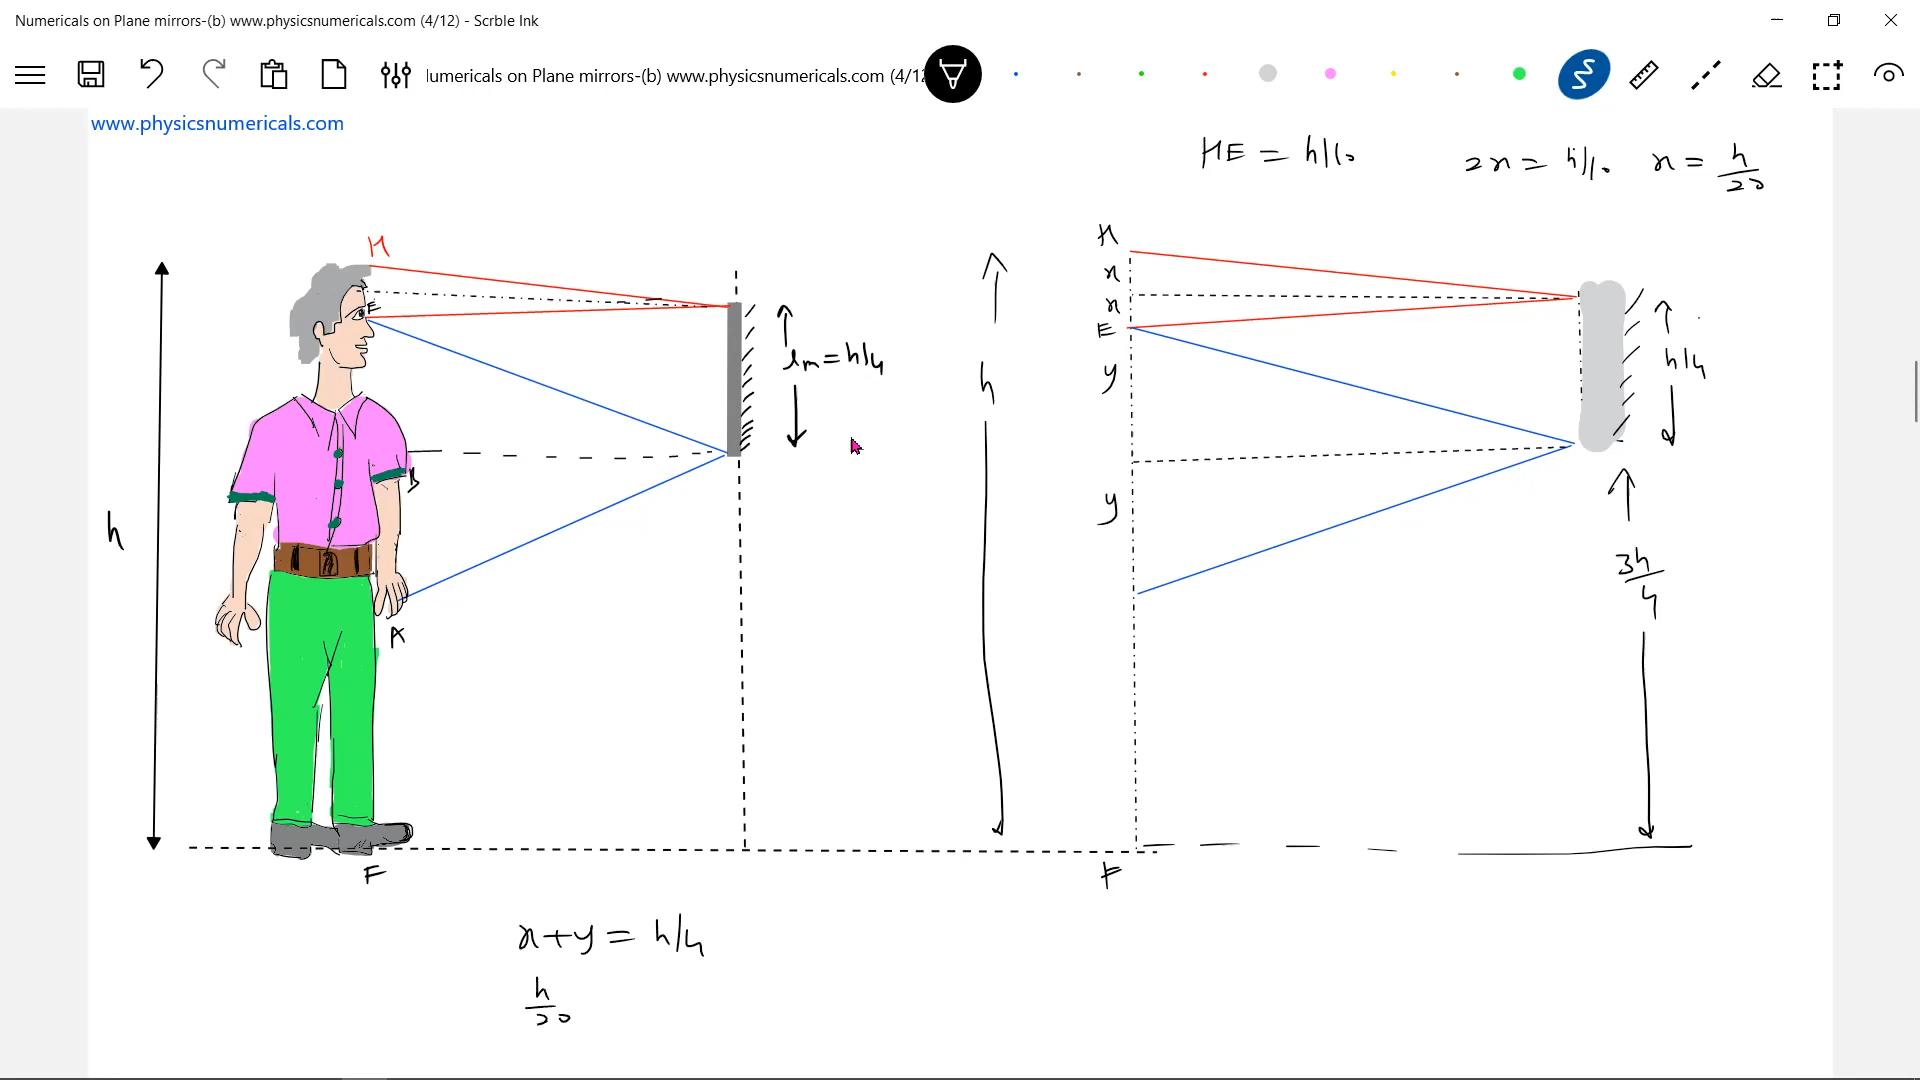 Numericals on Plane mirrors-(b) www.physicsnumericals.com (4/12) - Scrble Ink
lumericals on Plane mirrors-(b) www.physicsnumericals.com (4/12
www.physicsnumericals.com
HE = h/10
2x = h/10
x = h/20
H
E
B
A
F
h
lm = h/4
h
H
x
x
E
y
y
F
h/4
3h/4
x+y = h/4
h/20